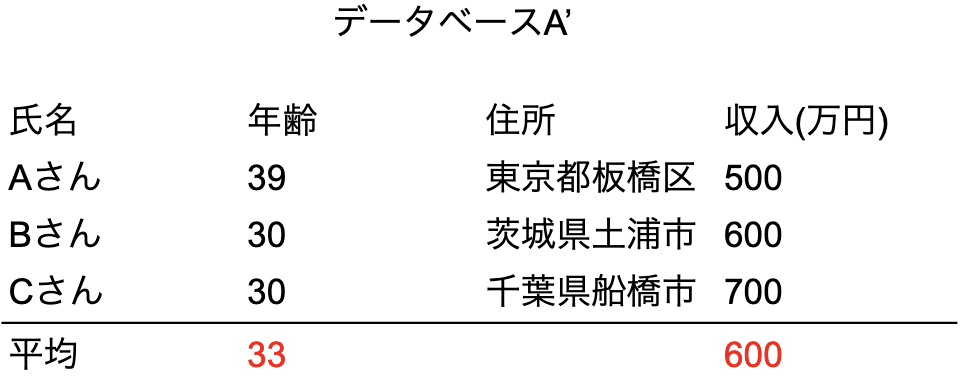 データベースA’
氏名 年齢 住所 収入(万円)
Aさん 39 東京都板橋区 500
Bさん 30 茨城県土浦市 600
Cさん 30 千葉県船橋市 700
平均 33 600